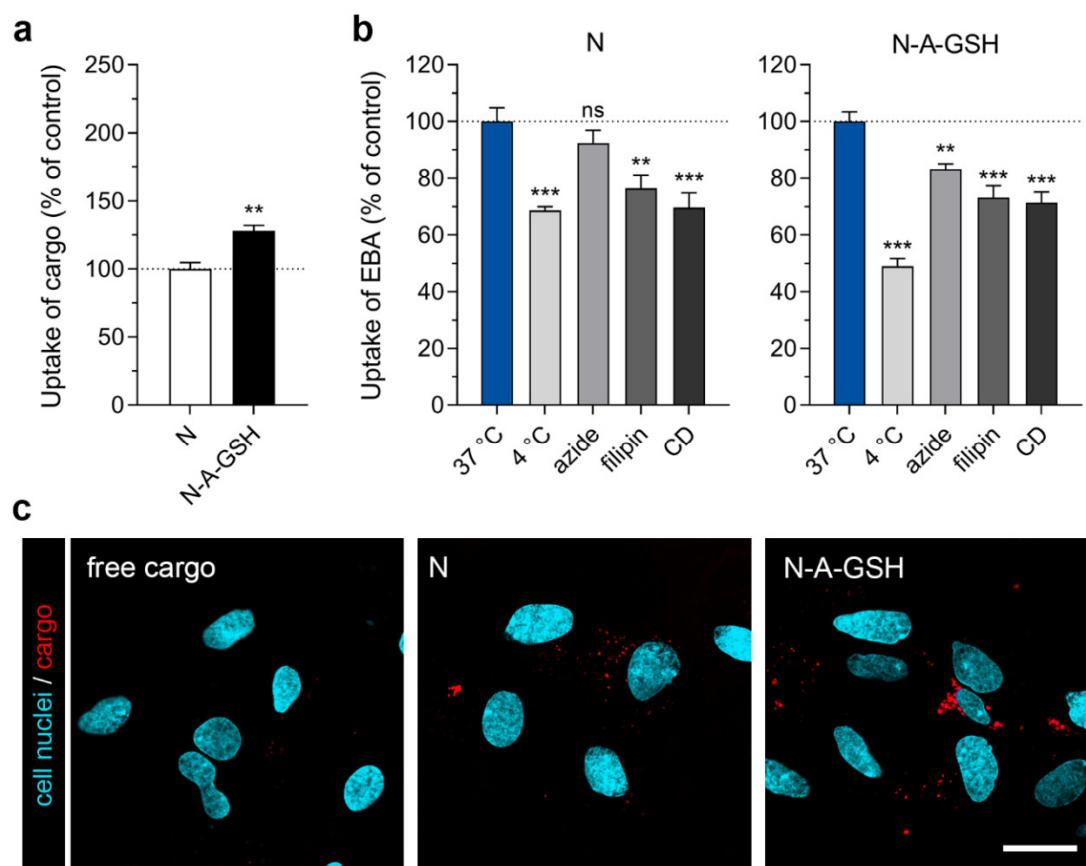 a
Uptake of cargo (% of control)
250
200
150
100
50
0
**
N
N-A-GSH
b
N
Uptake of EBA (% of control)
120
100
80
60
40
20
0
***
ns
**
***
37 °C
4 °C
azide
filipin
CD
N-A-GSH
120
100
80
60
40
20
0
***
**
***
***
37 °C
4 °C
azide
filipin
CD
c
cell nuclei / cargo
free cargo
N
N-A-GSH